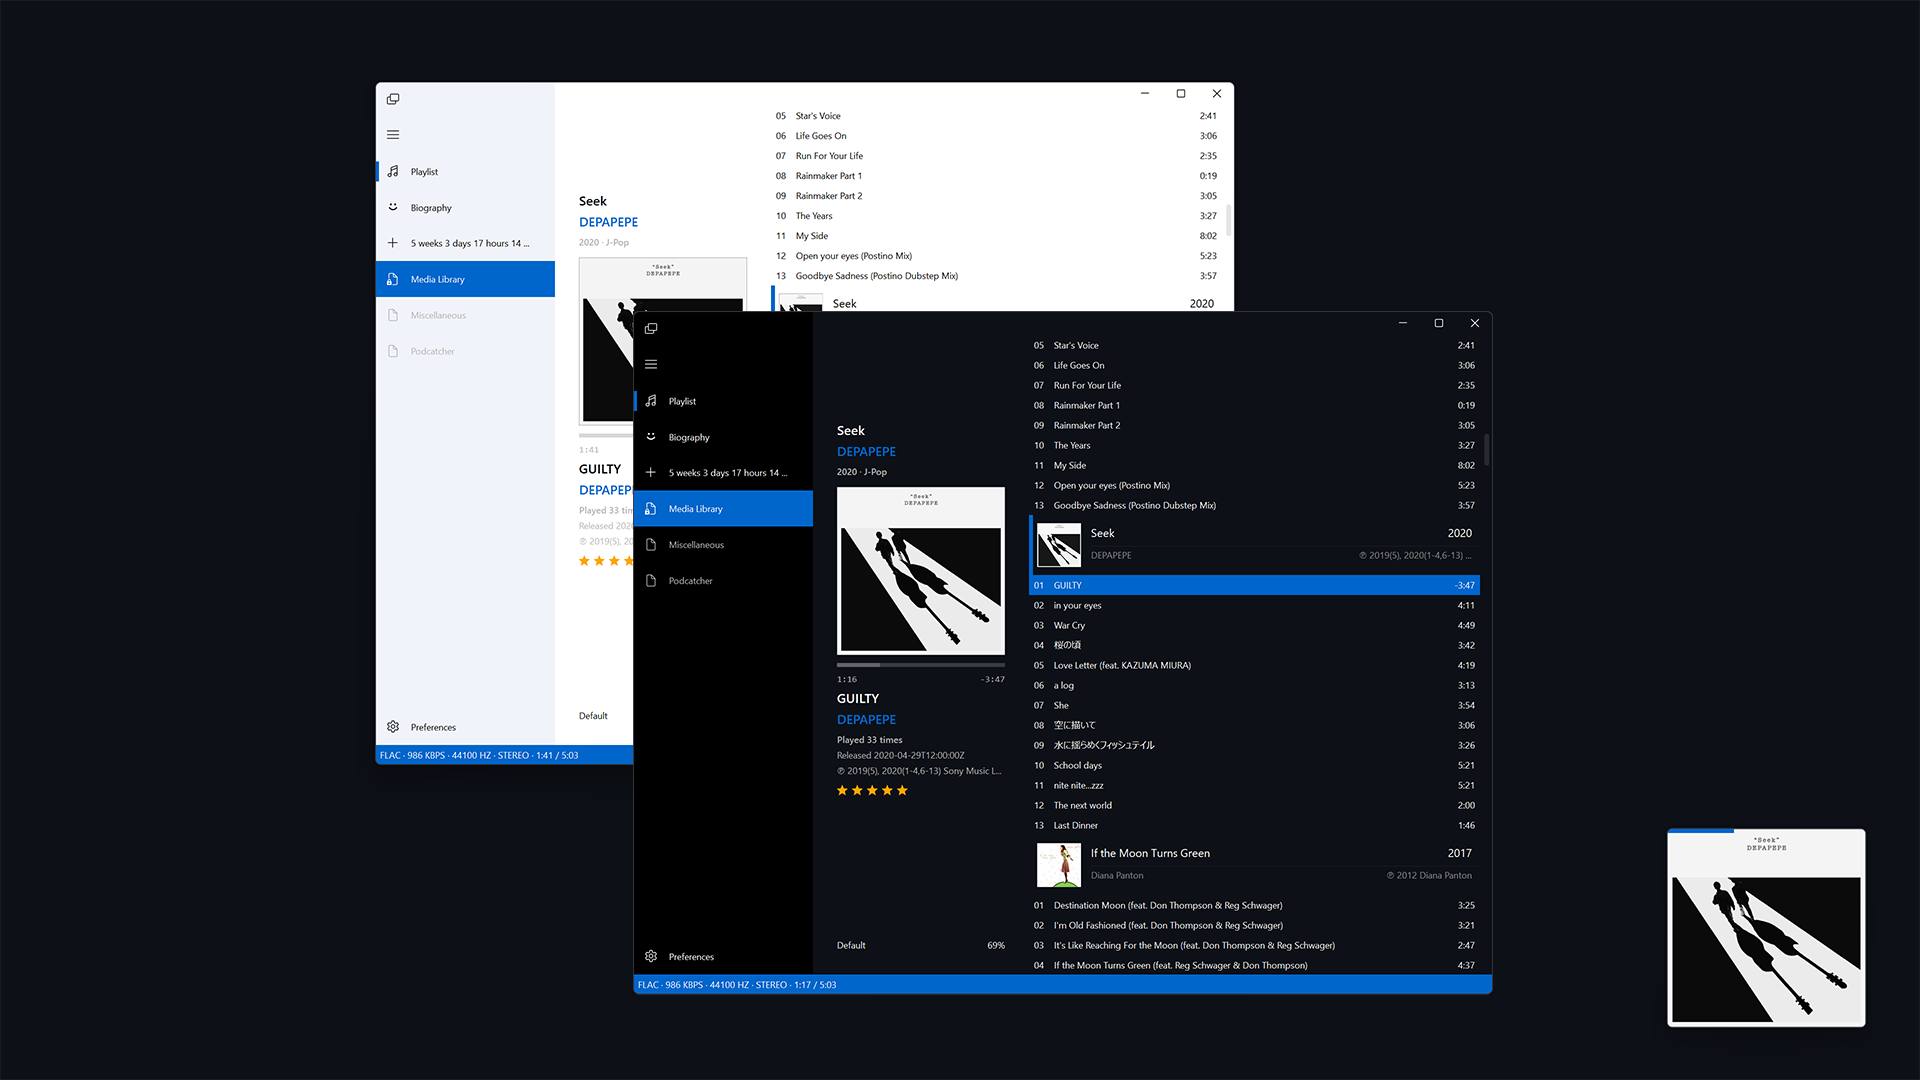 Playlist
Biography
5 weeks 3 days 17 hours 14 ...
Media Library
Miscellaneous
Podcatcher
Preferences
FLAC · 986 KBPS · 44100 HZ · STEREO · 1:41 / 5:03
Seek
DEPAPEPE
2020 · J-Pop
"Seek"
DEPAPEPE
1:41
GUILTY
DEPAPEPE
Played 33 tim
Released 202
℗ 2019(5), 20
Default
05 Star's Voice 2:41
06 Life Goes On 3:06
07 Run For Your Life 2:35
08 Rainmaker Part 1 0:19
09 Rainmaker Part 2 3:05
10 The Years 3:27
11 My Side 8:02
12 Open your eyes (Postino Mix) 5:23
13 Goodbye Sadness (Postino Dubstep Mix) 3:57
Seek 2020
Playlist
Biography
5 weeks 3 days 17 hours 14 ...
Media Library
Miscellaneous
Podcatcher
Preferences
FLAC · 986 KBPS · 44100 HZ · STEREO · 1:17 / 5:03
Seek
DEPAPEPE
2020 · J-Pop
"Seek"
DEPAPEPE
1:16 -3:47
GUILTY
DEPAPEPE
Played 33 times
Released 2020-04-29T12:00:00Z
℗ 2019(5), 2020(1-4,6-13) Sony Music L...
Default 69%
05 Star's Voice 2:41
06 Life Goes On 3:06
07 Run For Your Life 2:35
08 Rainmaker Part 1 0:19
09 Rainmaker Part 2 3:05
10 The Years 3:27
11 My Side 8:02
12 Open your eyes (Postino Mix) 5:23
13 Goodbye Sadness (Postino Dubstep Mix) 3:57
Seek 2020
DEPAPEPE ℗ 2019(5), 2020(1-4,6-13) ...
01 GUILTY -3:47
02 in your eyes 4:11
03 War Cry 4:49
04 桜の頃 3:42
05 Love Letter (feat. KAZUMA MIURA) 4:19
06 a log 3:13
07 She 3:54
08 空に描いて 3:06
09 水に揺らめくフィッシュテイル 3:26
10 School days 5:21
11 nite nite...zzz 5:21
12 The next world 2:00
13 Last Dinner 1:46
If the Moon Turns Green 2017
Diana Panton ℗ 2012 Diana Panton
01 Destination Moon (feat. Don Thompson & Reg Schwager) 3:25
02 I'm Old Fashioned (feat. Don Thompson & Reg Schwager) 3:21
03 It's Like Reaching For the Moon (feat. Don Thompson & Reg Schwager) 2:47
04 If the Moon Turns Green (feat. Reg Schwager & Don Thompson) 4:37
"Seek"
DEPAPEPE